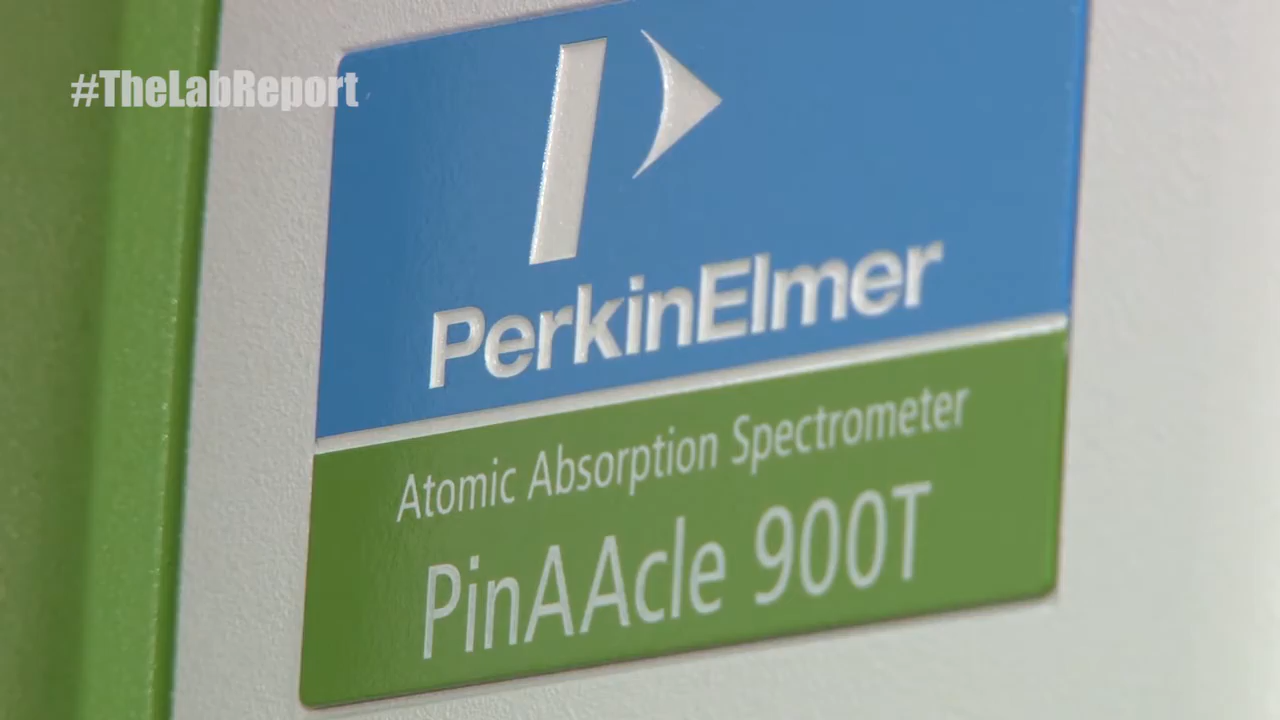 #TheLabReport
PerkinElmer
Atomic Absorption Spectrometer
PinAAcle 900T